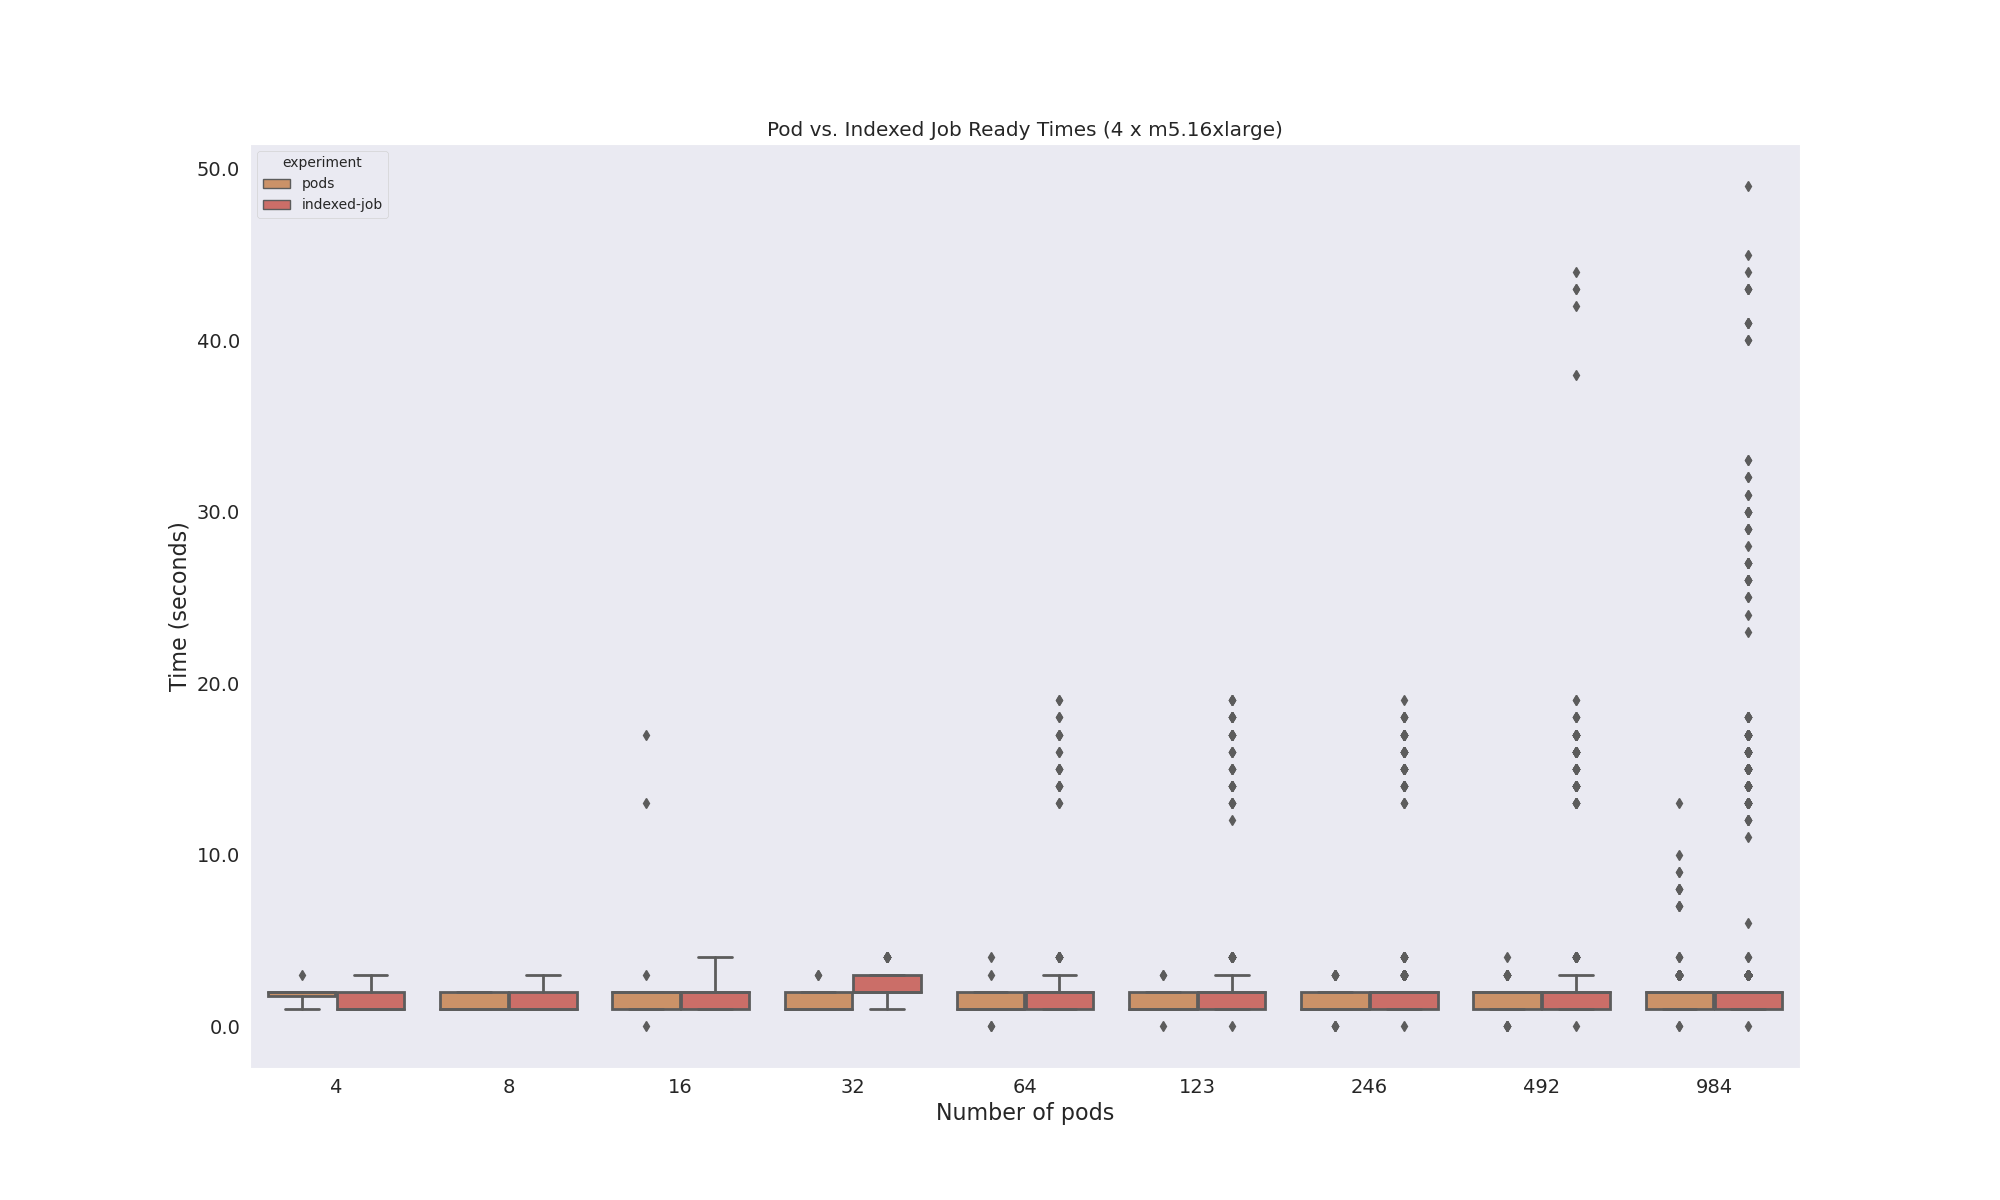 Pod vs. Indexed Job Ready Times (4 x m5.16xlarge)
experiment
pods
indexed-job
50.0
40.0
30.0
20.0
10.0
0.0
Time (seconds)
4 8 16 32 64 123 246 492 984
Number of pods